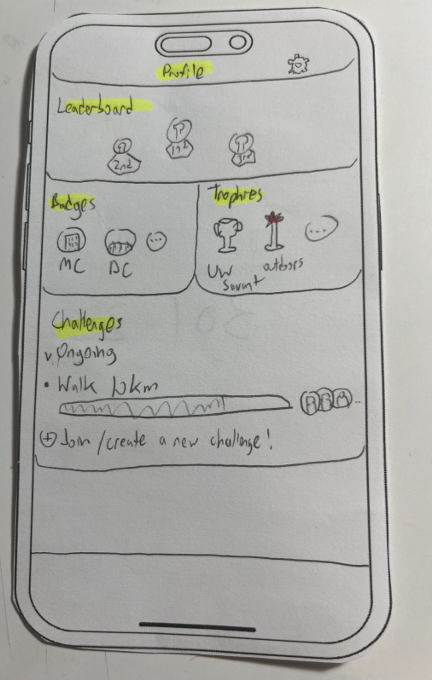 Profile
Leaderboard
1st
2nd
3rd
Badges
Trophies
MC
BC
UW
Savant
outdoors
Challenges
v Ongoing
• Walk 10km
+ Join/create a new challenge!